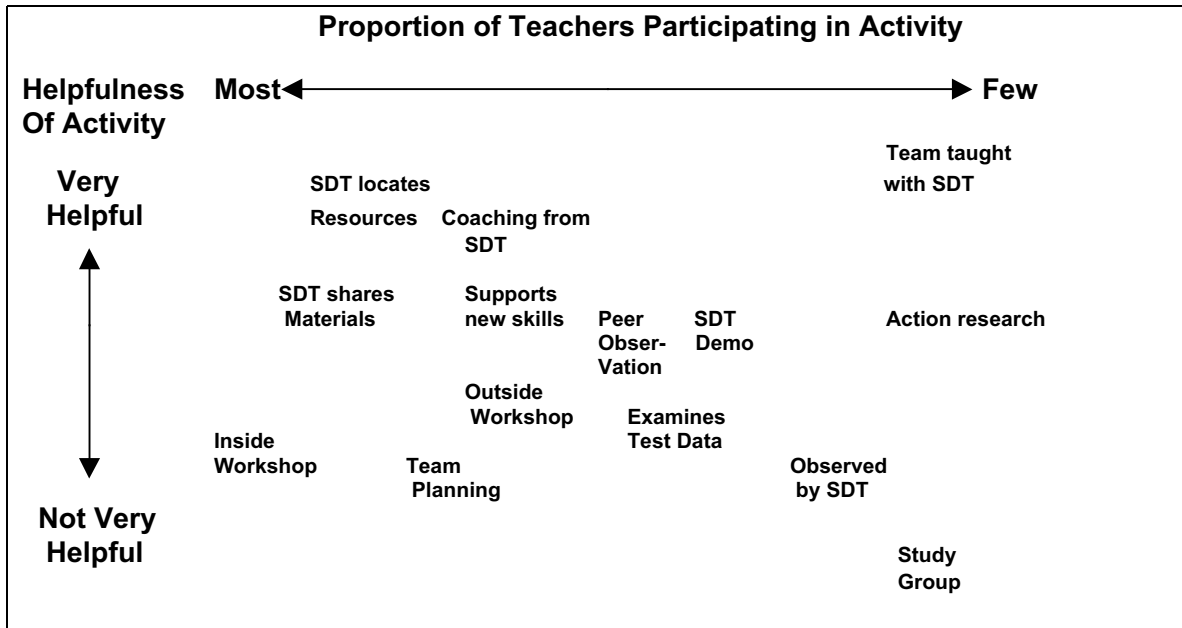 Proportion of Teachers Participating in Activity
Helpfulness Of Activity
Most
Few
Very Helpful
Team taught with SDT
SDT locates Resources
Coaching from SDT
SDT shares Materials
Supports new skills
Peer Obser- Vation
SDT Demo
Action research
Outside Workshop
Examines Test Data
Inside Workshop
Team Planning
Observed by SDT
Not Very Helpful
Study Group